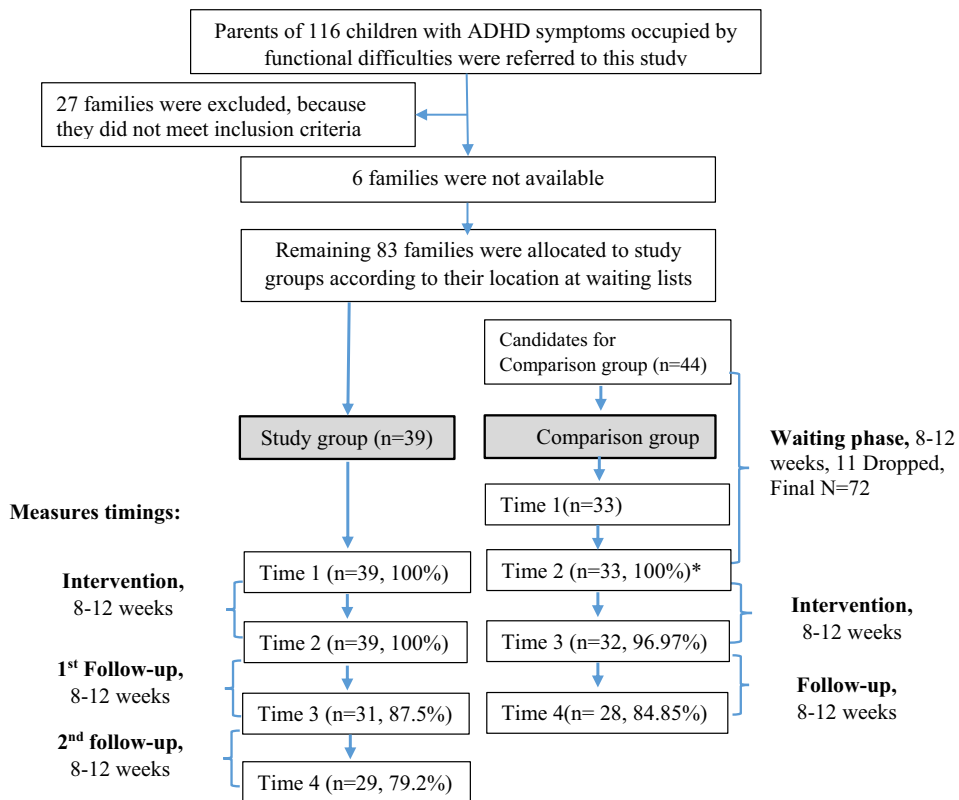 Parents of 116 children with ADHD symptoms occupied by
functional difficulties were referred to this study
27 families were excluded, because
they did not meet inclusion criteria
6 families were not available
Remaining 83 families were allocated to study
groups according to their location at waiting lists
Candidates for
Comparison group (n=44)
Study group (n=39)
Comparison group
Waiting phase, 8-12
weeks, 11 Dropped,
Final N=72
Time 1(n=33)
Measures timings:
Time 1 (n=39, 100%)
Time 2 (n=33, 100%)*
Intervention,
8-12 weeks
Intervention,
8-12 weeks
Time 2 (n=39, 100%)
Time 3 (n=32, 96.97%)
1st Follow-up,
8-12 weeks
Follow-up,
8-12 weeks
Time 3 (n=31, 87.5%)
Time 4(n= 28, 84.85%)
2nd follow-up,
8-12 weeks
Time 4 (n=29, 79.2%)